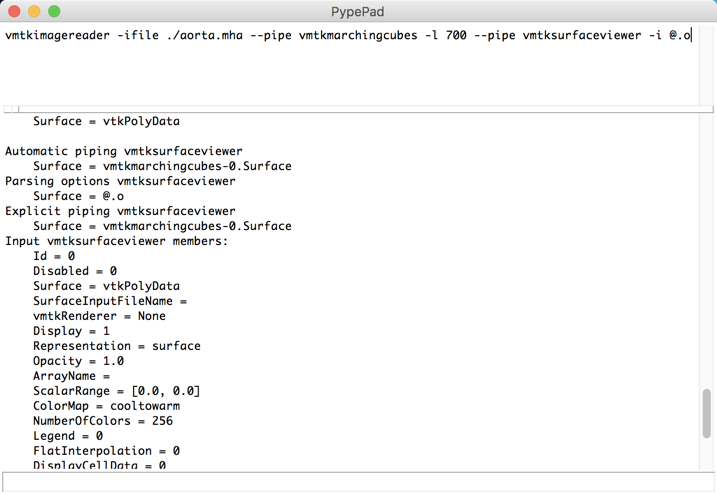 PypePad
vmtkimagereader -ifile ./aorta.mha --pipe vmtkmarchingcubes -l 700 --pipe vmtksurfaceviewer -i @.o
Surface = vtkPolyData
Automatic piping vmtksurfaceviewer
Surface = vmtkmarchingcubes-0.Surface
Parsing options vmtksurfaceviewer
Surface = @.o
Explicit piping vmtksurfaceviewer
Surface = vmtkmarchingcubes-0.Surface
Input vmtksurfaceviewer members:
Id = 0
Disabled = 0
Surface = vtkPolyData
SurfaceInputFileName =
vmtkRenderer = None
Display = 1
Representation = surface
Opacity = 1.0
ArrayName =
ScalarRange = [0.0, 0.0]
ColorMap = cooltowarm
NumberOfColors = 256
Legend = 0
FlatInterpolation = 0
DisplayCellData = 0